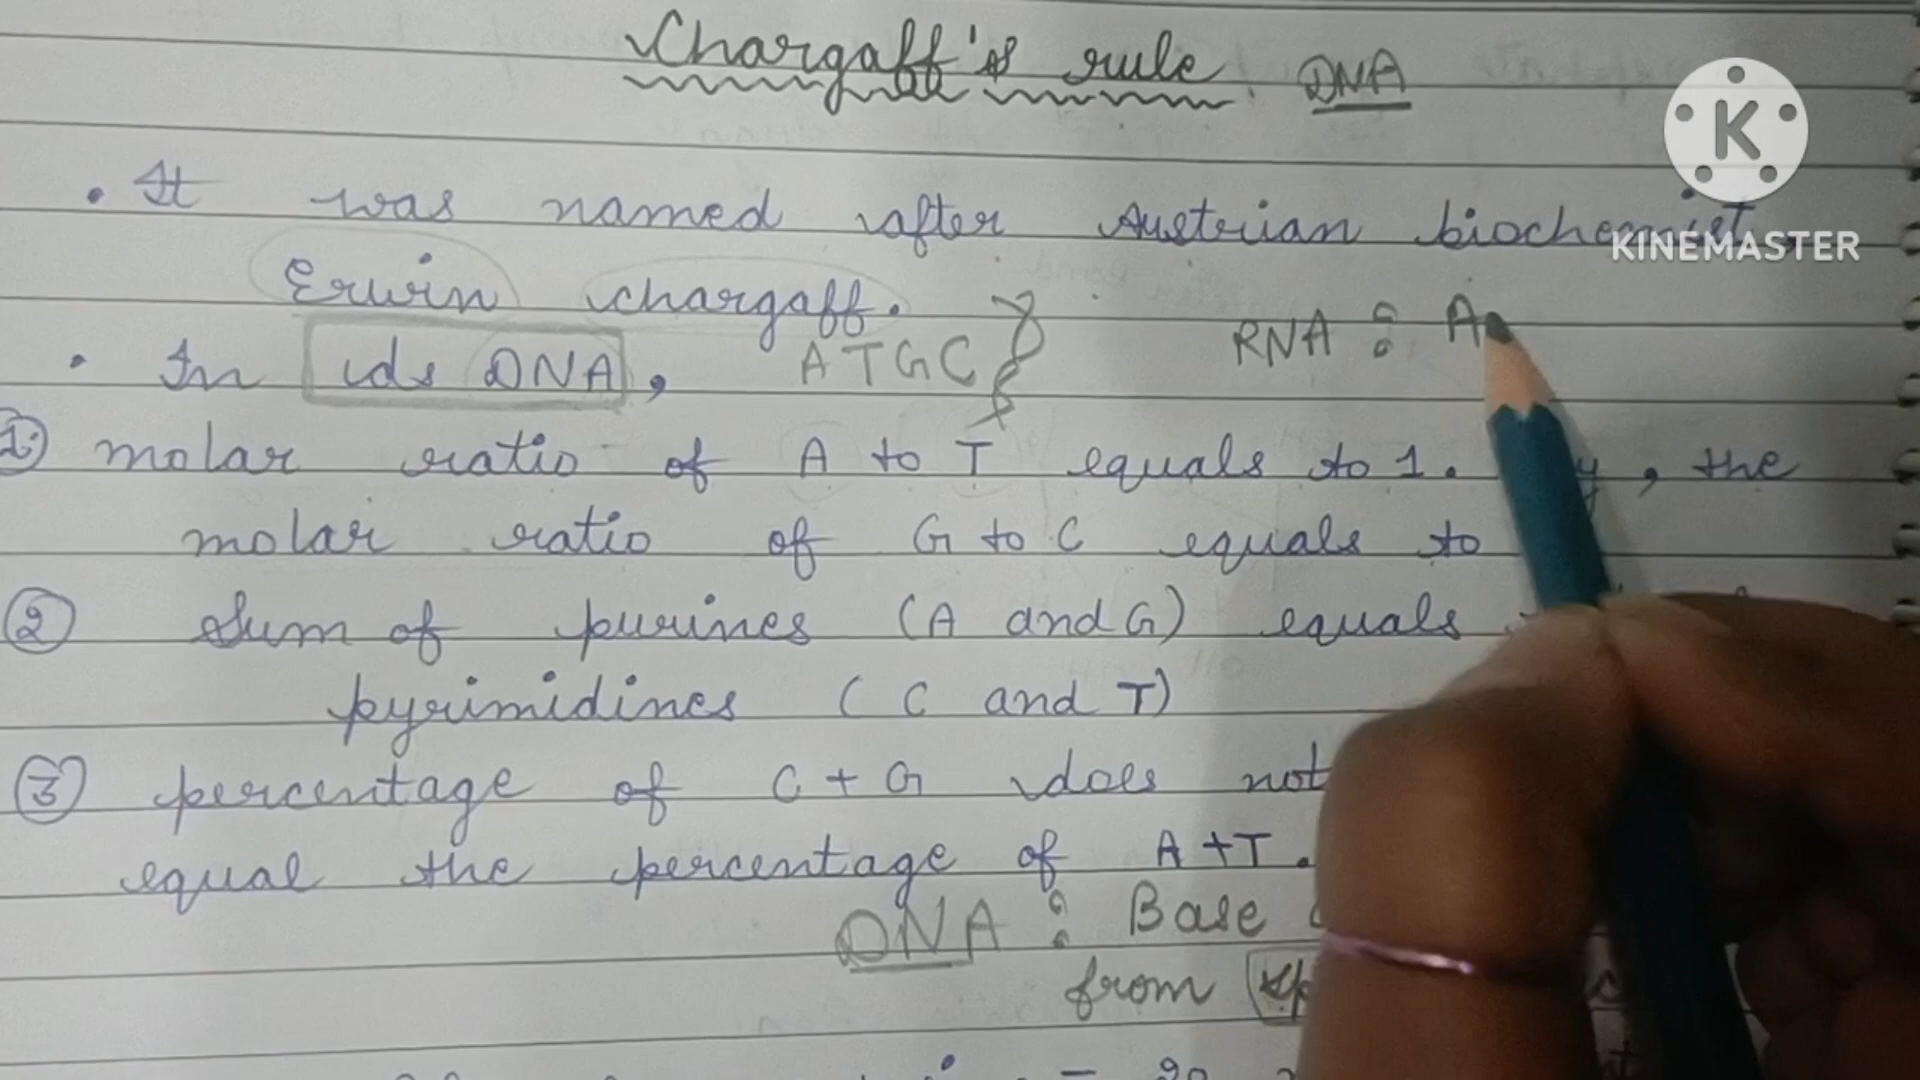 Chargaff's rule DNA
. It was named after Austrian biochemist,
KINEMASTER
Erwin chargaff.
RNA : A
. In ds DNA, ATGC
1) molar ratio of A to T equals to 1. y, the
molar ratio of G to C equals to
2 Sum of purines (A and G) equals
pyrimidines (C and T)
3 percentage of C + G does not
equal the percentage of A+T.
DNA : Base
from